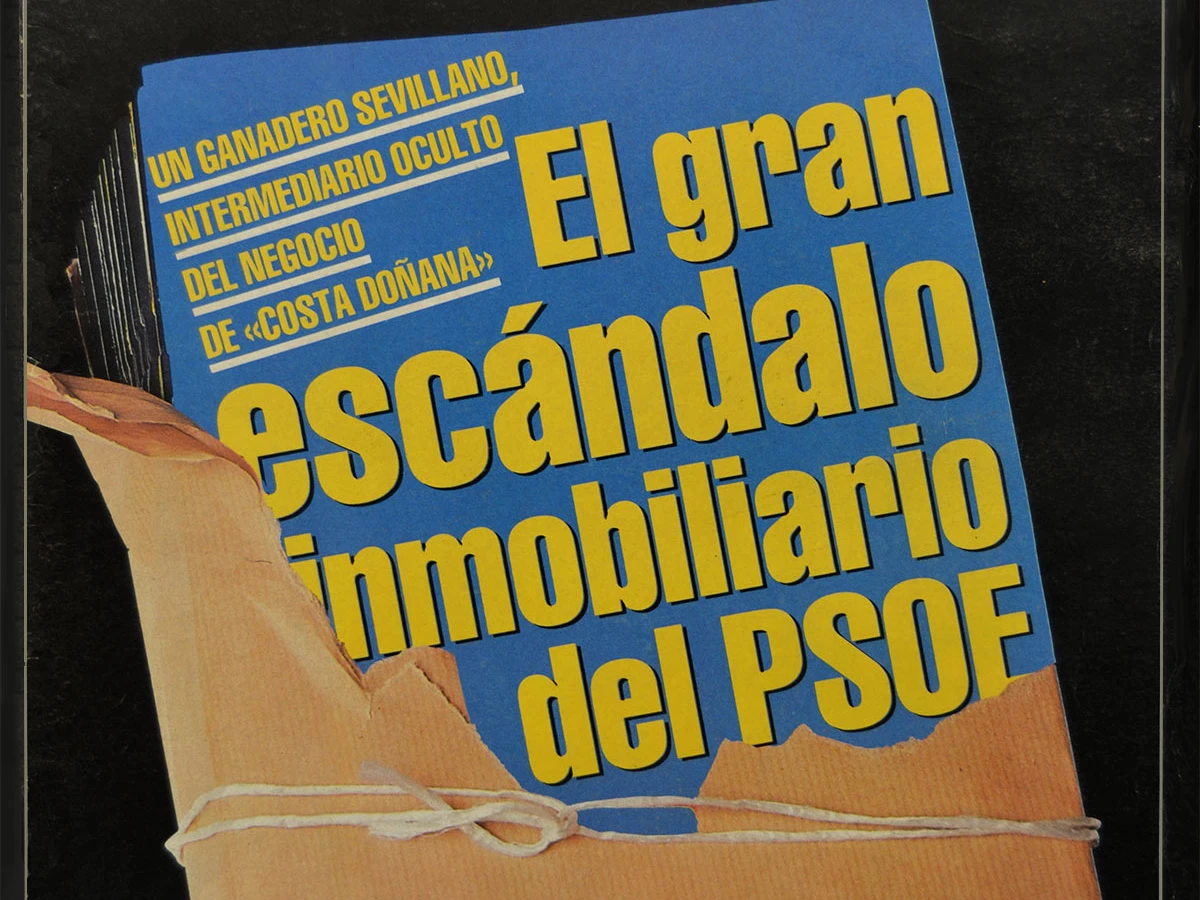 UN GANADERO SEVILLANO,
INTERMEDIARIO OCULTO
DEL NEGOCIO
DE «COSTA DOÑANA»
El gran
escándalo
inmobiliario
del PSOE